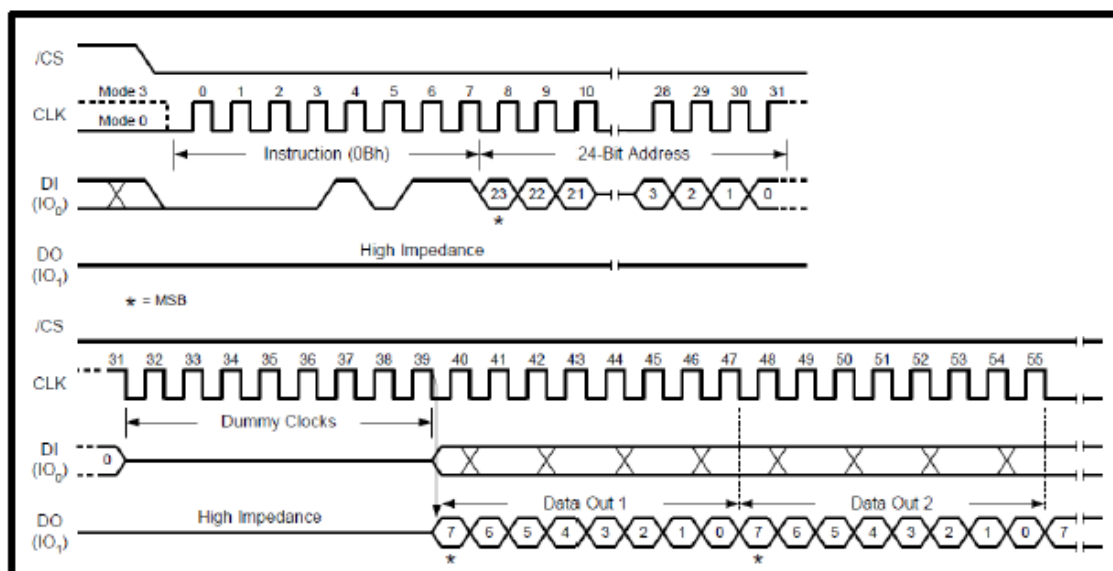 /CS
Mode 3 0 1 2 3 4 5 6 7 8 9 10 28 29 30 31
CLK Mode 0
Instruction (0Bh) 24-Bit Address
DI
(IO0) 23 22 21 3 2 1 0
*
DO High Impedance
(IO1)
* = MSB
/CS
31 32 33 34 35 36 37 38 39 40 41 42 43 44 45 46 47 48 49 50 51 52 53 54 55
CLK
Dummy Clocks
DI
(IO0) 0
Data Out 1 Data Out 2
DO High Impedance
(IO1) 7 6 5 4 3 2 1 0 7 6 5 4 3 2 1 0 7
* *